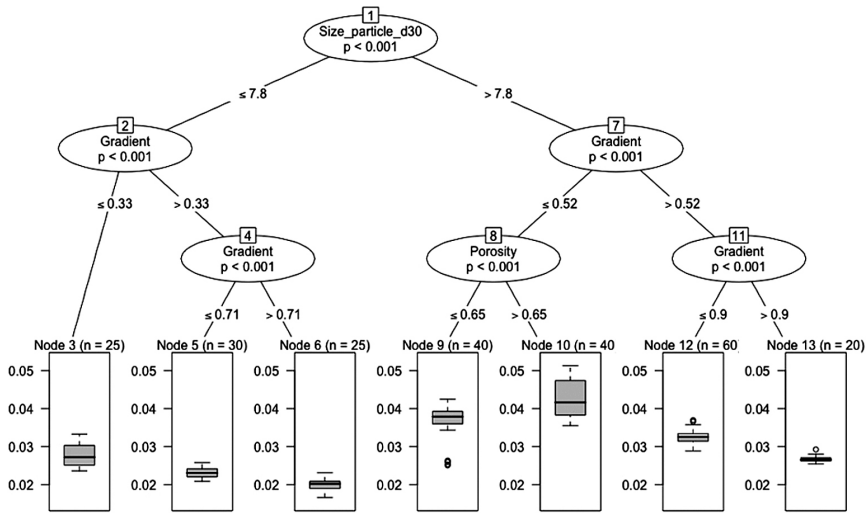 1
Size_particle_d30
p < 0.001
≤ 7.8
> 7.8
2
Gradient
p < 0.001
7
Gradient
p < 0.001
≤ 0.33
> 0.33
≤ 0.52
> 0.52
4
Gradient
p < 0.001
8
Porosity
p < 0.001
11
Gradient
p < 0.001
≤ 0.71
> 0.71
≤ 0.65
> 0.65
≤ 0.9
> 0.9
Node 3 (n = 25)
0.05
0.04
0.03
0.02
Node 5 (n = 30)
0.05
0.04
0.03
0.02
Node 6 (n = 25)
0.05
0.04
0.03
0.02
Node 9 (n = 40)
0.05
0.04
0.03
0.02
Node 10 (n = 40
0.05
0.04
0.03
0.02
Node 12 (n = 60)
0.05
0.04
0.03
0.02
Node 13 (n = 20)
0.05
0.04
0.03
0.02